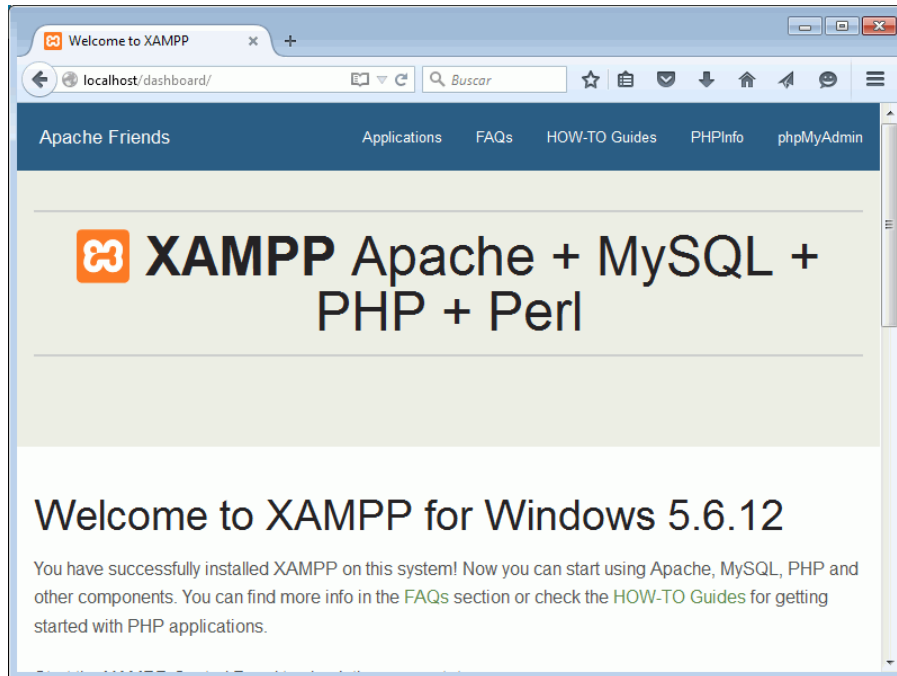 Welcome to XAMPP
localhost/dashboard/
Buscar
Apache Friends Applications FAQs HOW-TO Guides PHPInfo phpMyAdmin
XAMPP Apache + MySQL +
PHP + Perl
Welcome to XAMPP for Windows 5.6.12
You have successfully installed XAMPP on this system! Now you can start using Apache, MySQL, PHP and
other components. You can find more info in the FAQs section or check the HOW-TO Guides for getting
started with PHP applications.